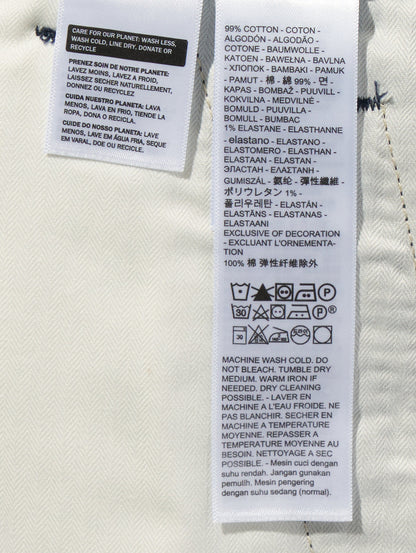 CARE FOR OUR PLANET: WASH LESS,
WASH COLD, LINE DRY, DONATE OR
RECYCLE
PRENEZ SOIN DE NOTRE PLANETE:
LAVEZ MOINS, LAVEZ A FROID,
LAISSEZ SECHER NATURELLEMENT,
DONNEZ OU RECYCLEZ
CUIDA NUESTRO PLANETA: LAVA
MENOS, LAVA EN FRIO, TIENDE LA
ROPA, DONA O RECICLA.
CUIDE DO NOSSO PLANETA: LAVE
MENOS, LAVE EM ÁGUA FRIA, SEQUE
EM VARAL, DOE OU RECICLE.
99% COTTON - COTON -
ALGODÓN - ALGODÃO -
COTONE - BAUMWOLLE -
KATOEN - BAWEŁNA - BAVLNA
- ХЛОПОК - BAMBAKI - PAMUK
- PAMUT - 棉 - 綿 99% - 면 -
KAPAS - BOMBAŽ - PUUVILL -
KOKVILNA - MEDVILNĖ -
BOMULD - PUUVILLA -
BOMULL - BUMBAC
1% ELASTANE - ELASTHANNE
- elastano - ELASTANO -
ELASTOMERO - ELASTHAN -
ELASTAAN - ELASTAN -
ЭЛАСТАН - ΕΛΑΣΤΑΝΗ -
GUMISZÁL - 氨纶 - 彈性纖維 -
ポリウレタン 1% -
폴리우레탄 - ELASTĀN -
ELASTĀNS - ELASTANAS -
ELASTAANI
EXCLUSIVE OF DECORATION
- EXCLUANT L'ORNEMENTA-
TION
100% 棉 弹性纤维除外
P
30 P®
30
MACHINE WASH COLD. DO
NOT BLEACH. TUMBLE DRY
MEDIUM. WARM IRON IF
NEEDED. DRY CLEANING
POSSIBLE. - LAVER EN
MACHINE A L'EAU FROIDE. NE
PAS BLANCHIR. SECHER EN
MACHINE A TEMPERATURE
MOYENNE. REPASSER A
TEMPERATURE MOYENNE AU
BESOIN. NETTOYAGE A SEC
POSSIBLE. - Mesin cuci dengan
suhu rendah. Jangan gunakan
pemutih. Mesin pengering
dengan suhu sedang (normal).